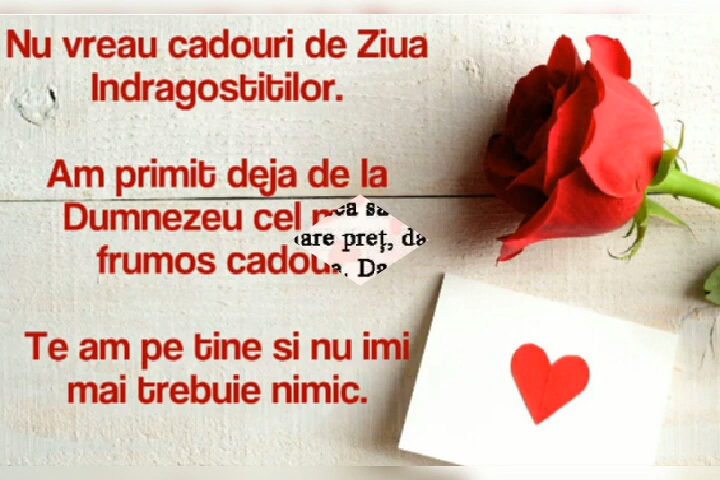 Nu vreau cadouri de Ziua
Indragostitilor.
Am primit deja de la
Dumnezeu cel
frumos
Te am pe tine si nu imi
mai trebuie nimic.
preț,